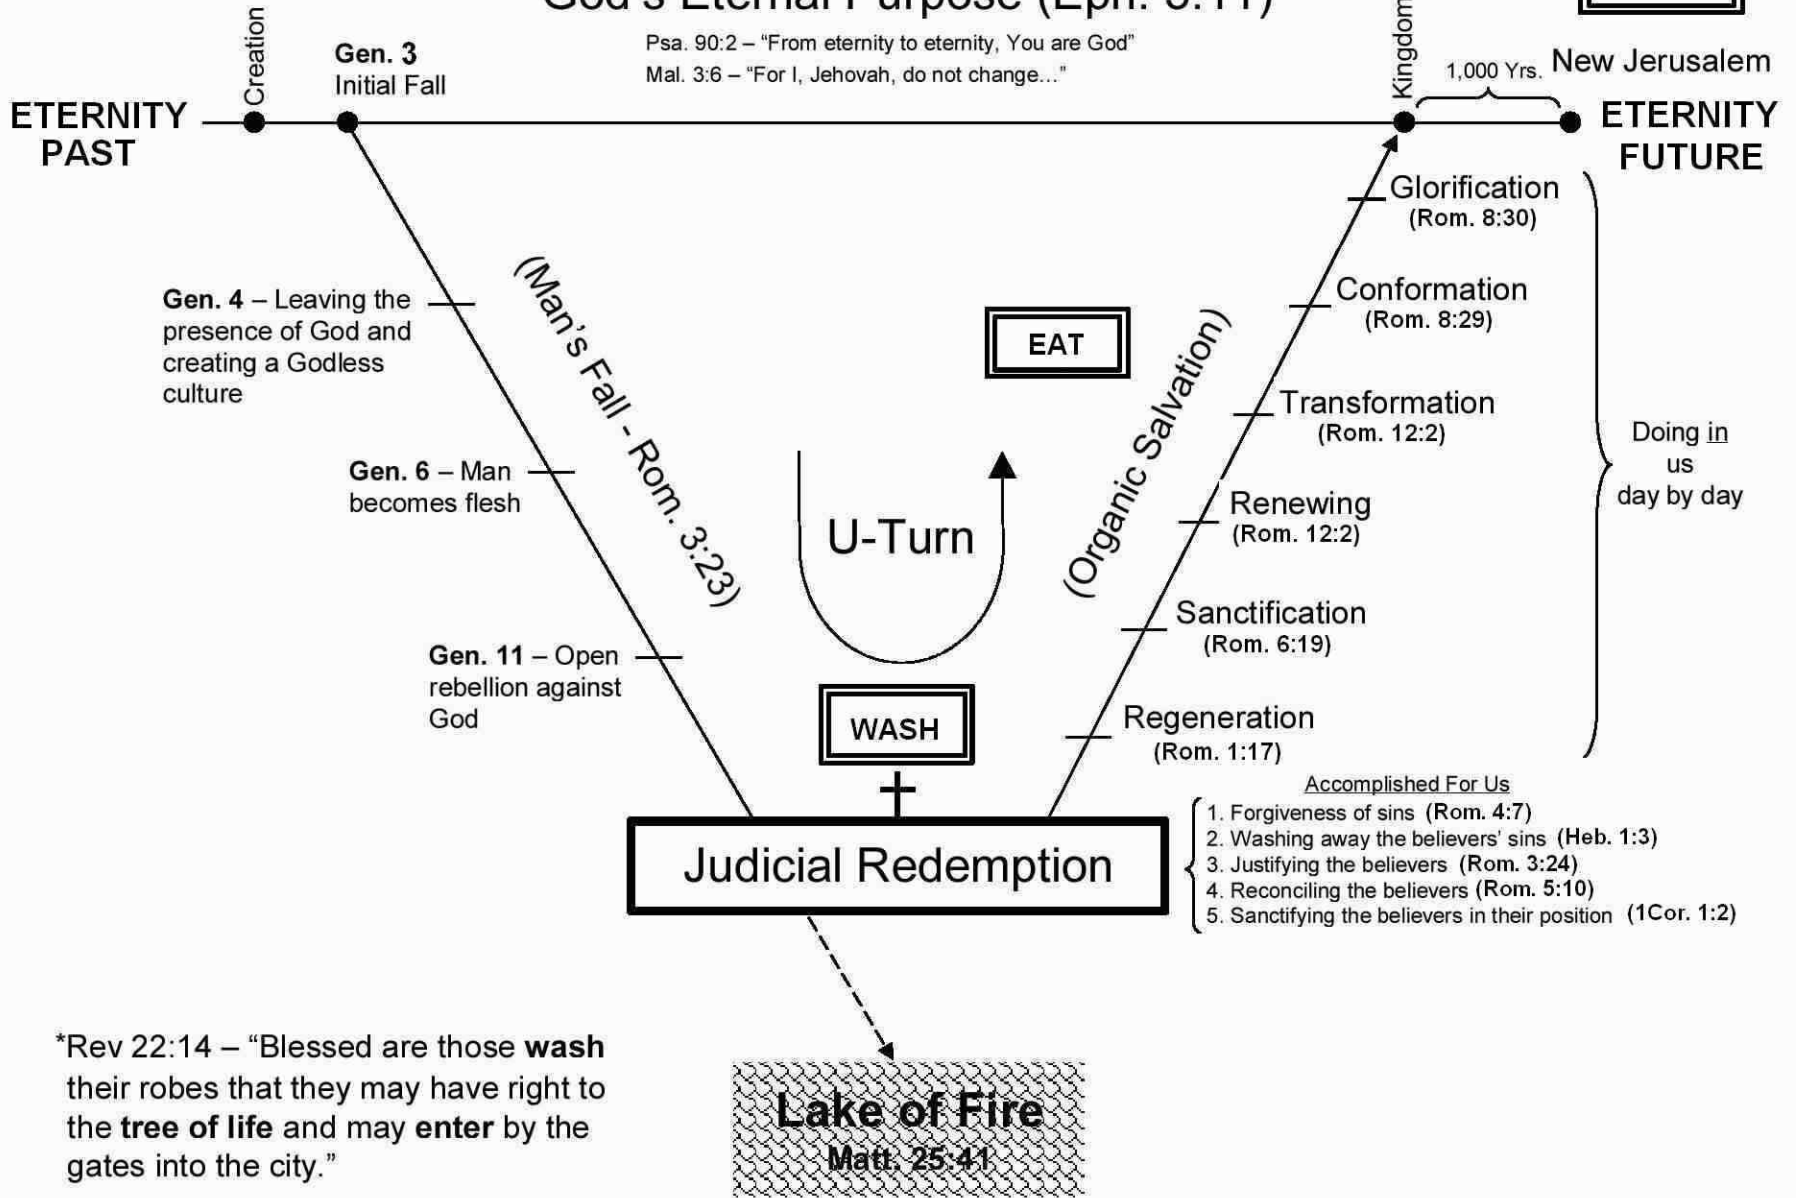 God's Eternal Purpose (Eph. 3:11)
Psa. 90:2 – “From eternity to eternity, You are God”
Mal. 3:6 – “For I, Jehovah, do not change…”
Creation
Gen. 3
Initial Fall
Kingdom
1,000 Yrs.
New Jerusalem
ETERNITY
PAST
ETERNITY
FUTURE
Glorification
(Rom. 8:30)
Conformation
(Rom. 8:29)
Transformation
(Rom. 12:2)
Renewing
(Rom. 12:2)
Sanctification
(Rom. 6:19)
Regeneration
(Rom. 1:17)
Doing in
us
day by day
Gen. 4 – Leaving the
presence of God and
creating a Godless
culture
Gen. 6 – Man
becomes flesh
Gen. 11 – Open
rebellion against
God
(Man’s Fall - Rom. 3:23)
EAT
(Organic Salvation)
U-Turn
WASH
Judicial Redemption
Accomplished For Us
1. Forgiveness of sins (Rom. 4:7)
2. Washing away the believers’ sins (Heb. 1:3)
3. Justifying the believers (Rom. 3:24)
4. Reconciling the believers (Rom. 5:10)
5. Sanctifying the believers in their position (1Cor. 1:2)
*Rev 22:14 – “Blessed are those wash
their robes that they may have right to
the tree of life and may enter by the
gates into the city.”
Lake of Fire
Matt. 25:41